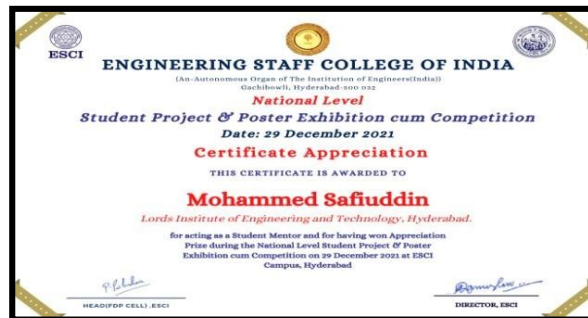 ESCI
ENGINEERING STAFF COLLEGE OF INDIA
(An-Autonomous Organ of The Institution of Engineers(India))
Gachibowli, Hyderabad-500 032
National Level
Student Project & Poster Exhibition cum Competition
Date: 29 December 2021
Certificate Appreciation
THIS CERTIFICATE IS AWARDED TO
Mohammed Safiuddin
Lords Institute of Engineering and Technology, Hyderabad.
for acting as a Student Mentor and for having won Appreciation
Prize during the National Level Student Project & Poster
Exhibition cum Competition on 29 December 2021 at ESCI
Campus, Hyderabad
HEAD(FDP CELL) ,ESCI
DIRECTOR, ESCI